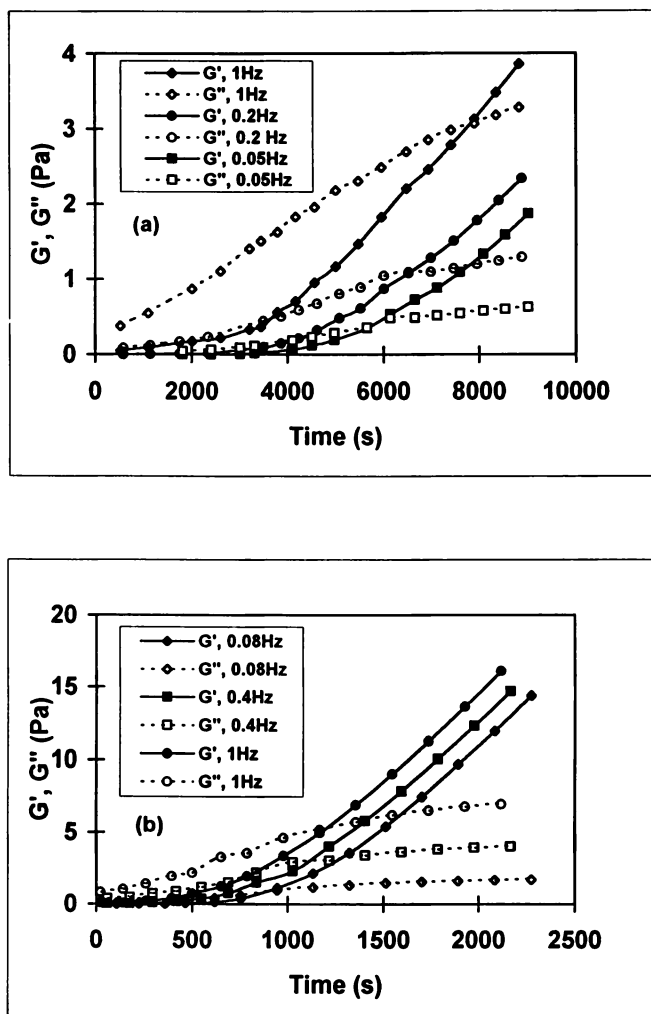 4
3
2
1
0
G', G" (Pa)
G', 1Hz
G", 1Hz
G', 0.2Hz
G", 0.2 Hz
G', 0.05Hz
G", 0.05Hz
(a)
0 2000 4000 6000 8000 10000
Time (s)
20
15
10
5
0
G', G" (Pa)
G', 0.08Hz
G", 0.08Hz
G', 0.4Hz
G", 0.4Hz
G', 1Hz
G", 1Hz
(b)
0 500 1000 1500 2000 2500
Time (s)